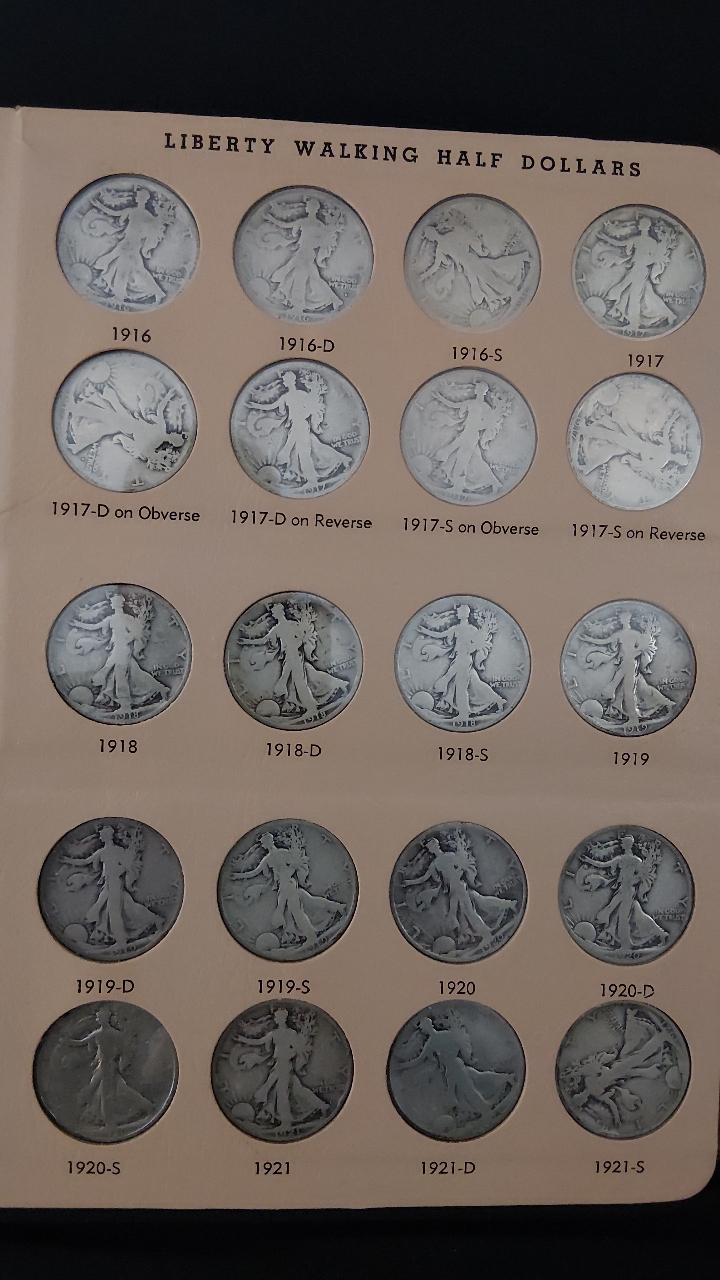 LIBERTY WALKING HALF DOLLARS
1916 1916-D 1916-S 1917
1917-D on Obverse 1917-D on Reverse 1917-S on Obverse 1917-S on Reverse
1918 1918-D 1918-S 1919
1919-D 1919-S 1920 1920-D
1920-S 1921 1921-D 1921-S